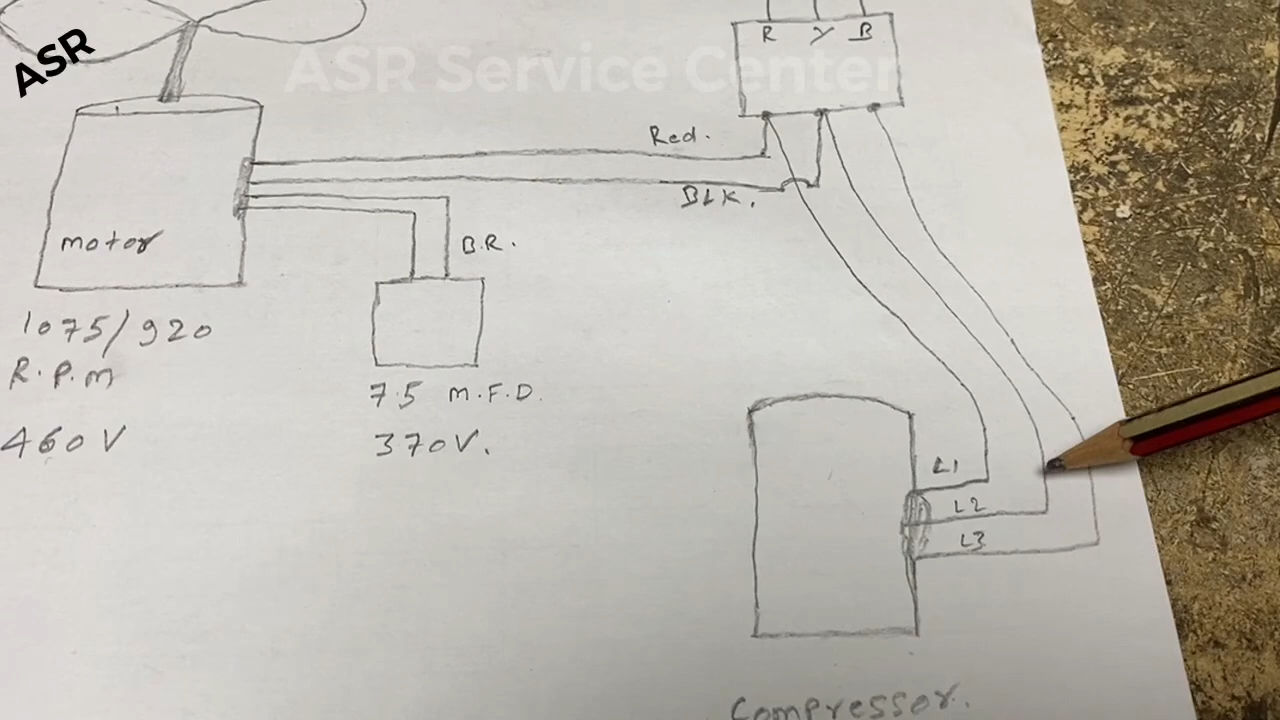 ASR
ASR Service Center
R Y B
Red.
BLK.
motor
B.R.
1075/920
R.P.M
460V
7.5 M.F.D.
370V.
L1
L2
L3
Compressor.